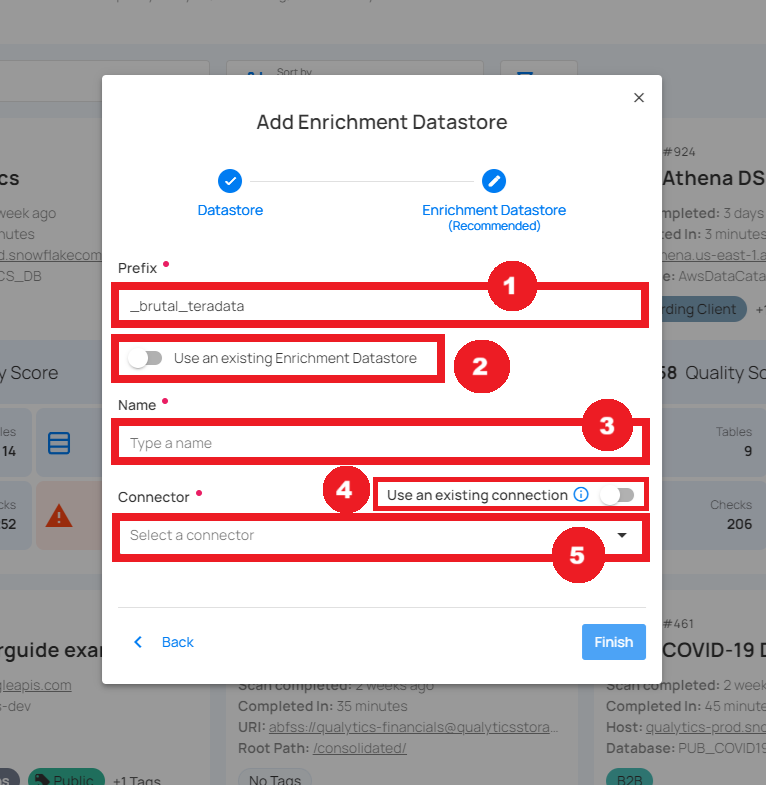 Sort by
Add Enrichment Datastore
#924
cs
Athena DS
Datastore
Enrichment Datastore
(Recommended)
week ago
mpleted: 3 days
nutes
ted In: 3 minutes
d.snowflakecom
hena.us-east-1.a
CS_DB
e: AwsDataCata
Prefix •
1
_brutal_teradata
rding Client
+1
Use an existing Enrichment Datastore
2
y Score
58 Quality Sc
Name •
3
Type a name
les
14
Tables
9
Connector •
4
Use an existing connection
cks
52
Checks
206
Select a connector
5
#461
Back
Finish
rguide exa
COVID-19 D
gleapis.com
Scan completed: 2 weeks ago
Scan completed: 2 week
s-dev
Completed In: 35 minutes
Completed In: 45 minute
URI: abfss://qualytics-financials@qualyticsstora...
Host: qualytics-prod.sno
Root Path: /consolidated/
Database: PUB_COVID19
Public
+1 Tags
No Tags
B2B